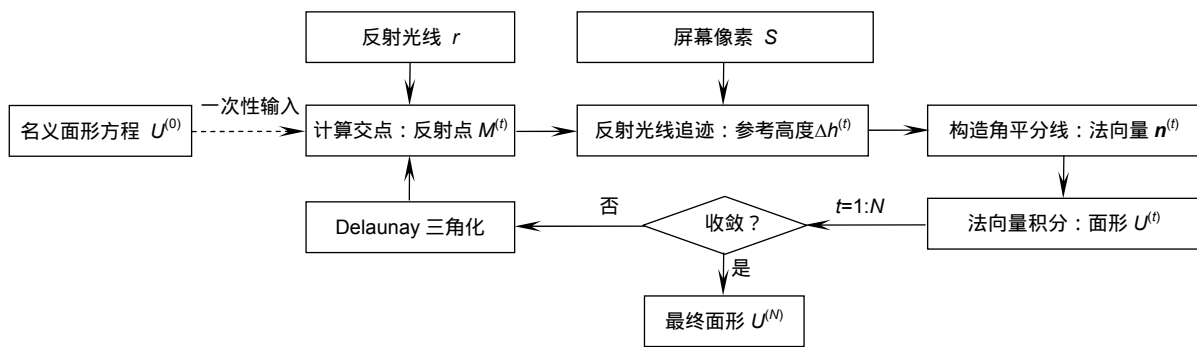 反射光线 r
屏幕像素 S
一次性输入
名义面形方程 U(0)
计算交点：反射点 M(t)
反射光线追迹：参考高度Δh(t)
构造角平分线：法向量 n(t)
Delaunay 三角化
否
收敛？
t=1:N
法向量积分：面形 U(t)
是
最终面形 U(N)